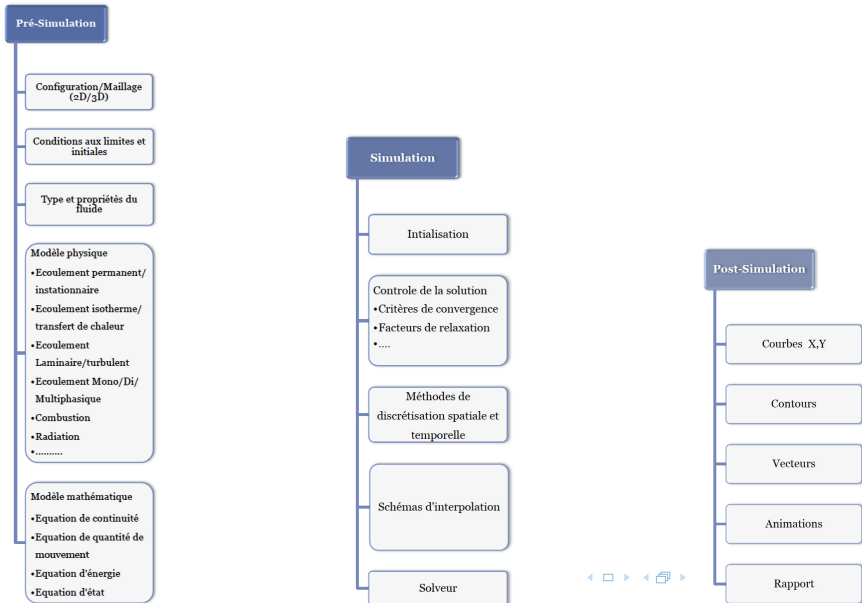 Pré-Simulation
Configuration/Maillage
(2D/3D)
Conditions aux limites et
initiales
Type et propriétès du
fluide
Modèle physique
•Ecoulement permanent/
instationnaire
•Ecoulement isotherme/
transfert de chaleur
•Ecoulement
Laminaire/turbulent
•Ecoulement Mono/Di/
Multiphasique
•Combustion
•Radiation
•..........
Modèle mathématique
•Equation de continuité
•Equation de quantité de
mouvement
•Equation d'énergie
•Equation d'état
Simulation
Intialisation
Controle de la solution
•Critères de convergence
•Facteurs de relaxation
•....
Méthodes de
discrétisation spatiale et
temporelle
Schémas d'interpolation
Solveur
Post-Simulation
Courbes X,Y
Contours
Vecteurs
Animations
Rapport